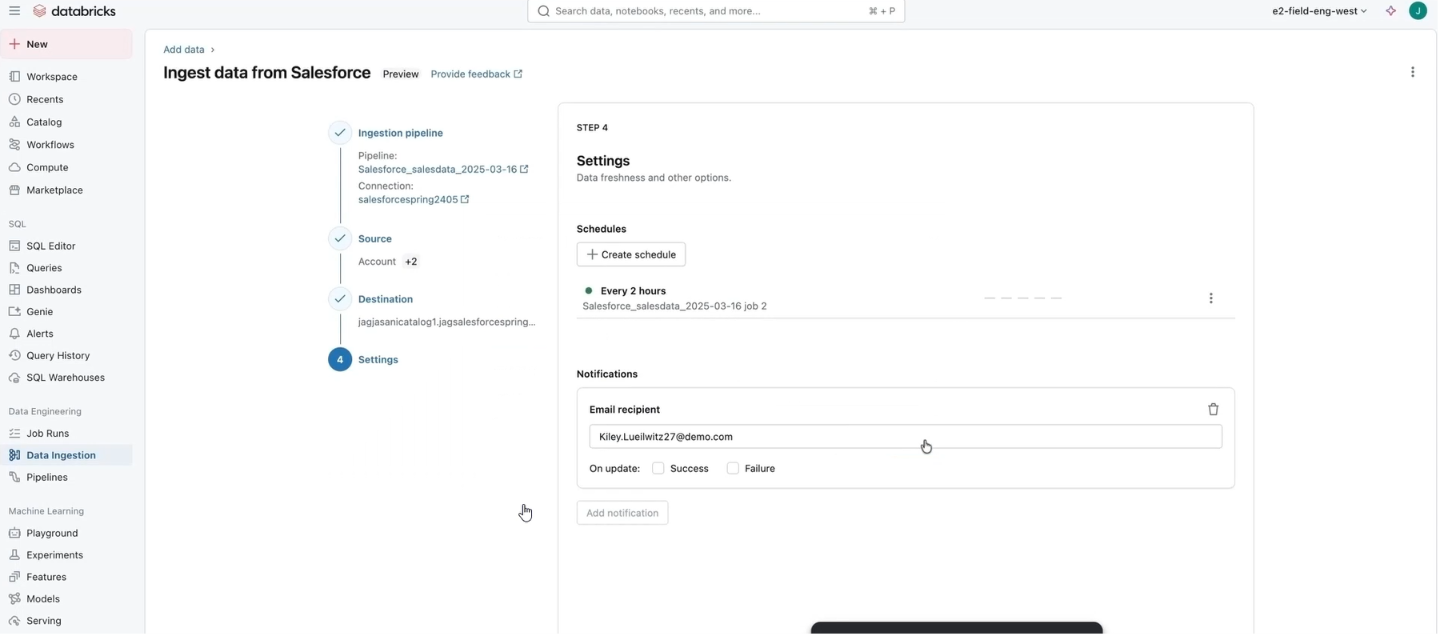 databricks
Search data, notebooks, recents, and more...
⌘ + P
e2-field-eng-west
J
New
Workspace
Recents
Catalog
Workflows
Compute
Marketplace
SQL
SQL Editor
Queries
Dashboards
Genie
Alerts
Query History
SQL Warehouses
Data Engineering
Job Runs
Data Ingestion
Pipelines
Machine Learning
Playground
Experiments
Features
Models
Serving
Add data ›
Ingest data from Salesforce Preview Provide feedback
Ingestion pipeline
Pipeline:
Salesforce_salesdata_2025-03-16
Connection:
salesforcespring2405
Source
Account +2
Destination
jagjasanicatalog1.jagsalesforcespring...
4 Settings
STEP 4
Settings
Data freshness and other options.
Schedules
+ Create schedule
Every 2 hours
Salesforce_salesdata_2025-03-16 job 2
Notifications
Email recipient
Kiley.Lueilwitz27@demo.com
On update: Success Failure
Add notification